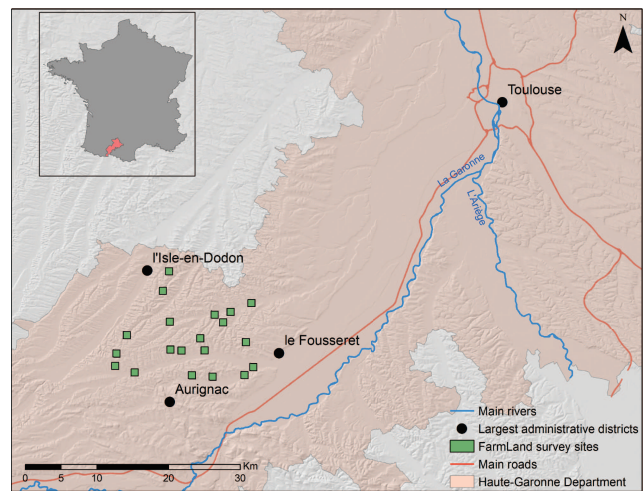 N
Toulouse
La Garonne
L'Ariège
l'Isle-en-Dodon
le Fousseret
Aurignac
Main rivers
Largest administrative districts
FarmLand survey sites
Main roads
Haute-Garonne Department
Km
0 10 20 30